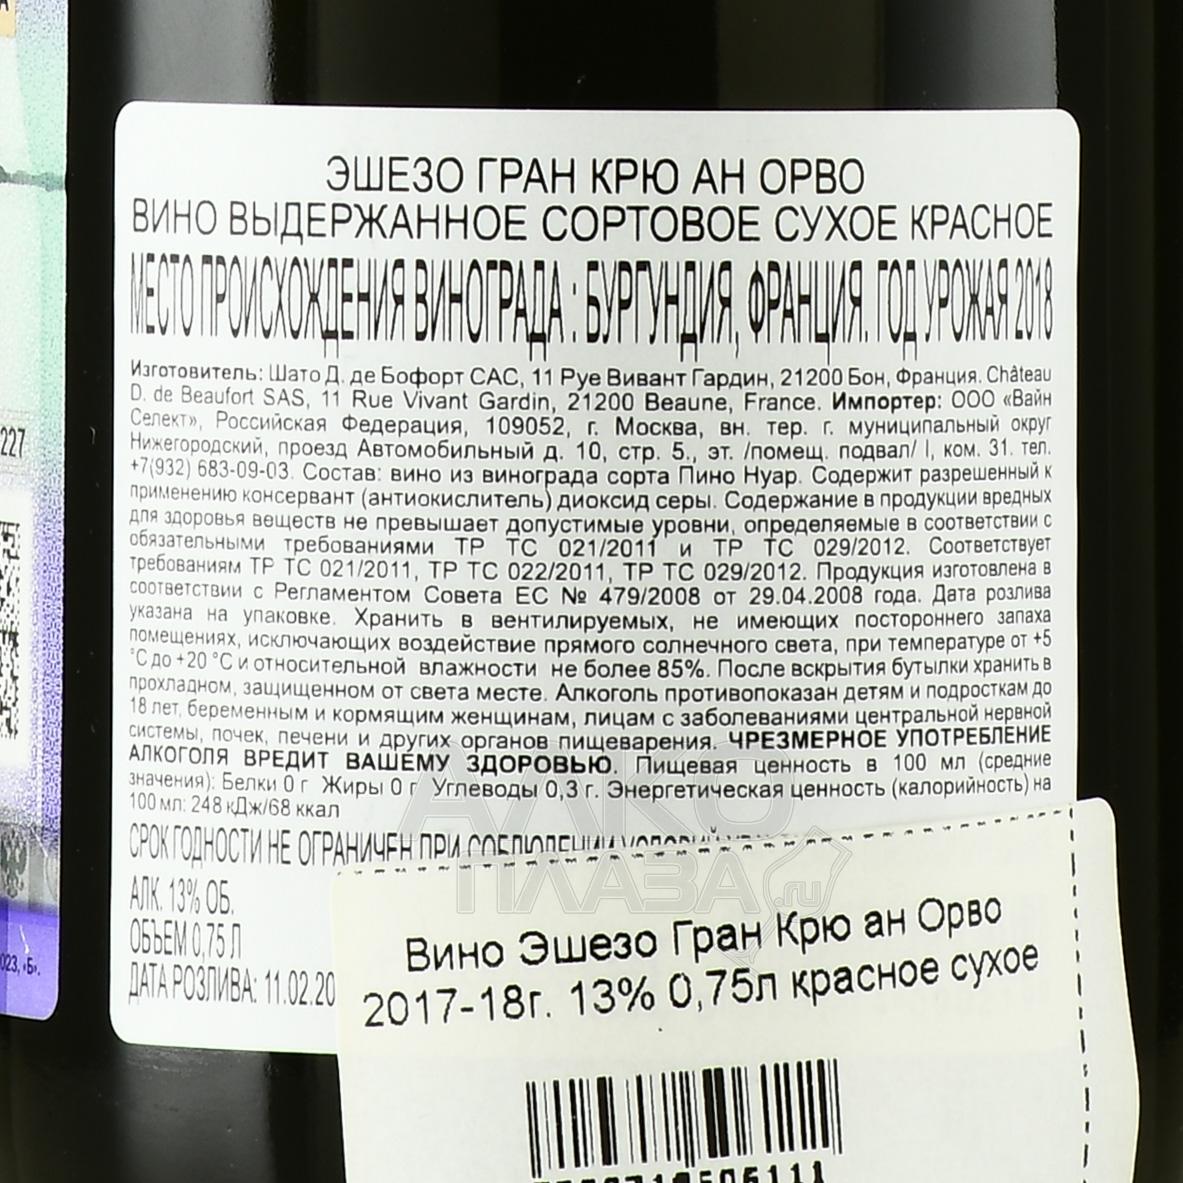 ЭШЕЗО ГРАН КРЮ АН ОРВО
ВИНО ВЫДЕРЖАННОЕ СОРТОВОЕ СУХОЕ КРАСНОЕ
МЕСТО ПРОИСХОЖДЕНИЯ ВИНОГРАДА : БУРГУНДИЯ, ФРАНЦИЯ. ГОД УРОЖАЯ 2018
Изготовитель: Шато Д. де Бофорт САС, 11 Руе Вивант Гардин, 21200 Бон, Франция. Château
D. de Beaufort SAS, 11 Rue Vivant Gardin, 21200 Beaune, France. Импортер: ООО «Вайн
Селект», Российская Федерация, 109052, г. Москва, вн. тер. г. муниципальный округ
Нижегородский, проезд Автомобильный д. 10, стр. 5., эт. /помещ. подвал/ I, ком. 31. тел.
+7(932) 683-09-03. Состав: вино из винограда сорта Пино Нуар. Содержит разрешенный к
применению консервант (антиокислитель) диоксид серы. Содержание в продукции вредных
для здоровья веществ не превышает допустимые уровни, определяемые в соответствии с
обязательными требованиями ТР ТС 021/2011 и ТР ТС 029/2012. Соответствует
требованиям ТР ТС 021/2011, ТР ТС 022/2011, ТР ТС 029/2012. Продукция изготовлена в
соответствии с Регламентом Совета ЕС № 479/2008 от 29.04.2008 года. Дата розлива
указана на упаковке. Хранить в вентилируемых, не имеющих постороннего запаха
помещениях, исключающих воздействие прямого солнечного света, при температуре от +5
°С до +20 °С и относительной влажности не более 85%. После вскрытия бутылки хранить в
прохладном, защищенном от света месте. Алкоголь противопоказан детям и подросткам до
18 лет, беременным и кормящим женщинам, лицам с заболеваниями центральной нервной
системы, почек, печени и других органов пищеварения. ЧРЕЗМЕРНОЕ УПОТРЕБЛЕНИЕ
АЛКОГОЛЯ ВРЕДИТ ВАШЕМУ ЗДОРОВЬЮ. Пищевая ценность в 100 мл (средние
значения): Белки 0 г Жиры 0 г Углеводы 0,3 г. Энергетическая ценность (калорийность) на
100 мл: 248 кДж/68 ккал
СРОК ГОДНОСТИ НЕ ОГРАНИЧЕН ПРИ СОБЛЮДЕНИИ УСЛОВИЙ
АЛК. 13% ОБ.
ОБЪЕМ 0,75 Л
ДАТА РОЗЛИВА: 11.02.20
Вино Эшезо Гран Крю ан Орво
2017-18г. 13% 0,75л красное сухое
227
023, «Б».
АЛКО
ПЛАЗА.ru